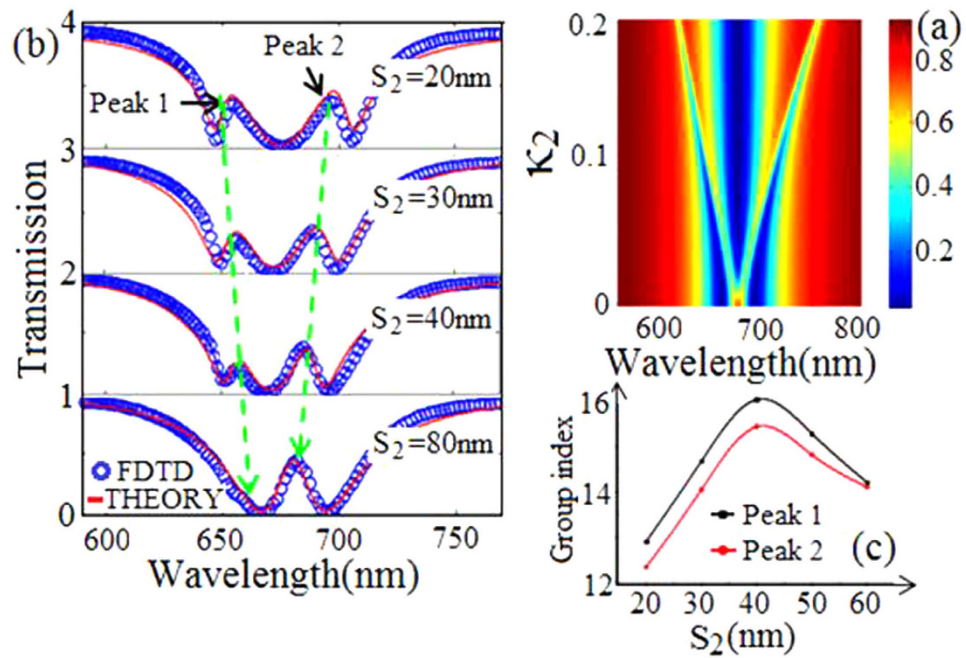 (b)
4
3
2
1
0
Transmission
Peak 1
Peak 2
S2=20nm
S2=30nm
S2=40nm
S2=80nm
FDTD
THEORY
600 650 700 750
Wavelength(nm)
(a)
κ2
0.2
0.1
0
600 700 800
Wavelength(nm)
0.8
0.6
0.4
0.2
16
14
12
Group index
Peak 1
Peak 2
(c)
20 30 40 50 60
S2(nm)